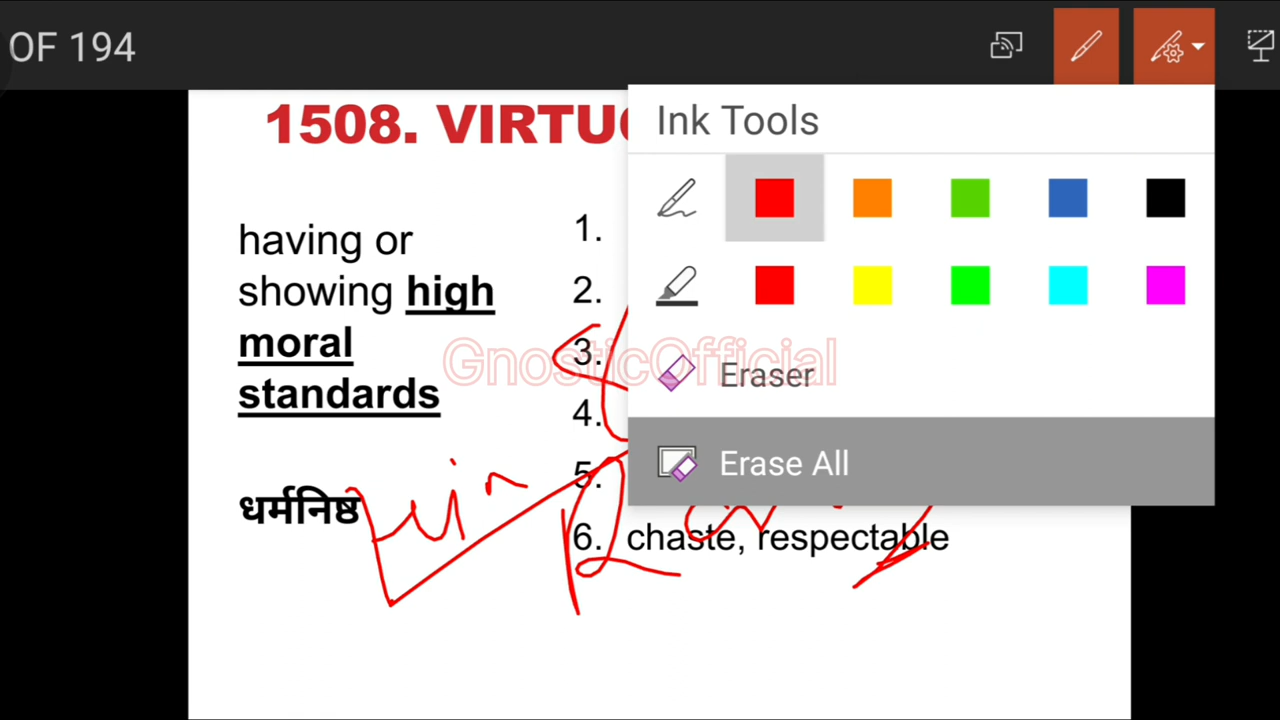 OF 194
1508. VIRTUO
Ink Tools
having or
showing high
moral
standards
धर्मनिष्ठ
1.
2.
3.
4.
5.
6. chaste, respectable
GnosticOfficial
Eraser
Erase All